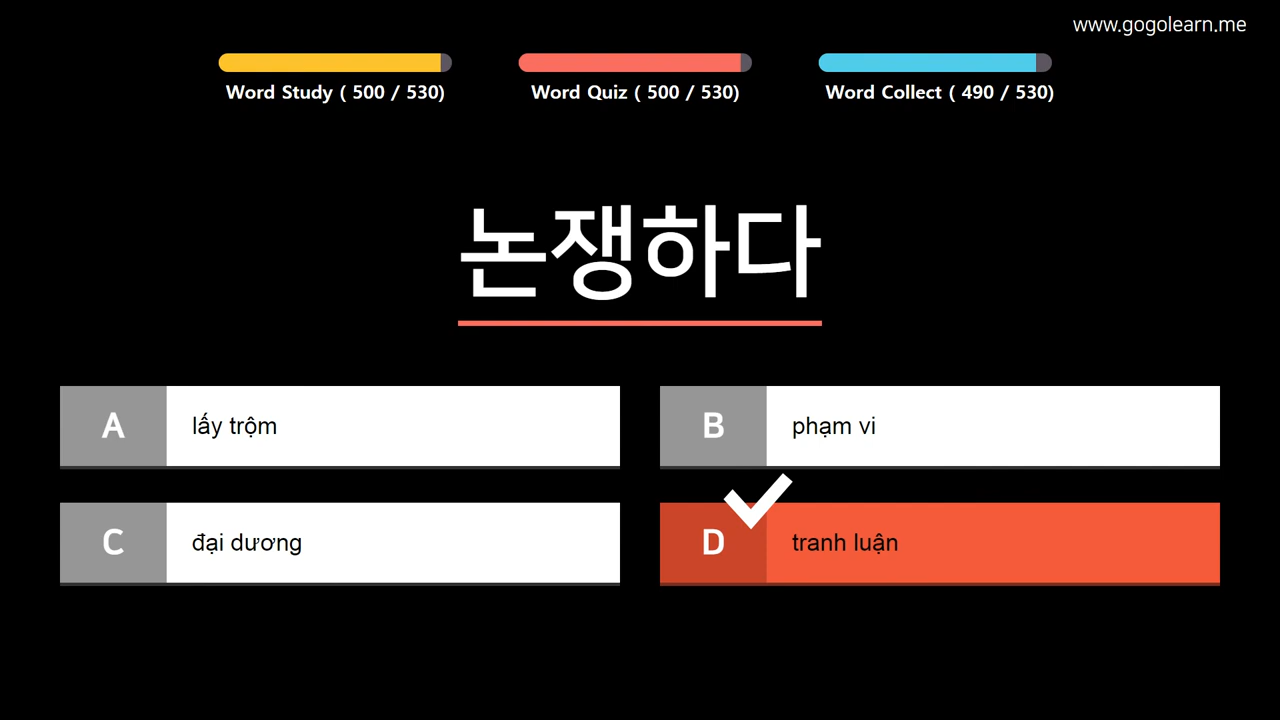 www.gogolearn.me
Word Study ( 500 / 530)
Word Quiz ( 500 / 530)
Word Collect ( 490 / 530)
논쟁하다
A lấy trộm
B phạm vi
C đại dương
D tranh luận